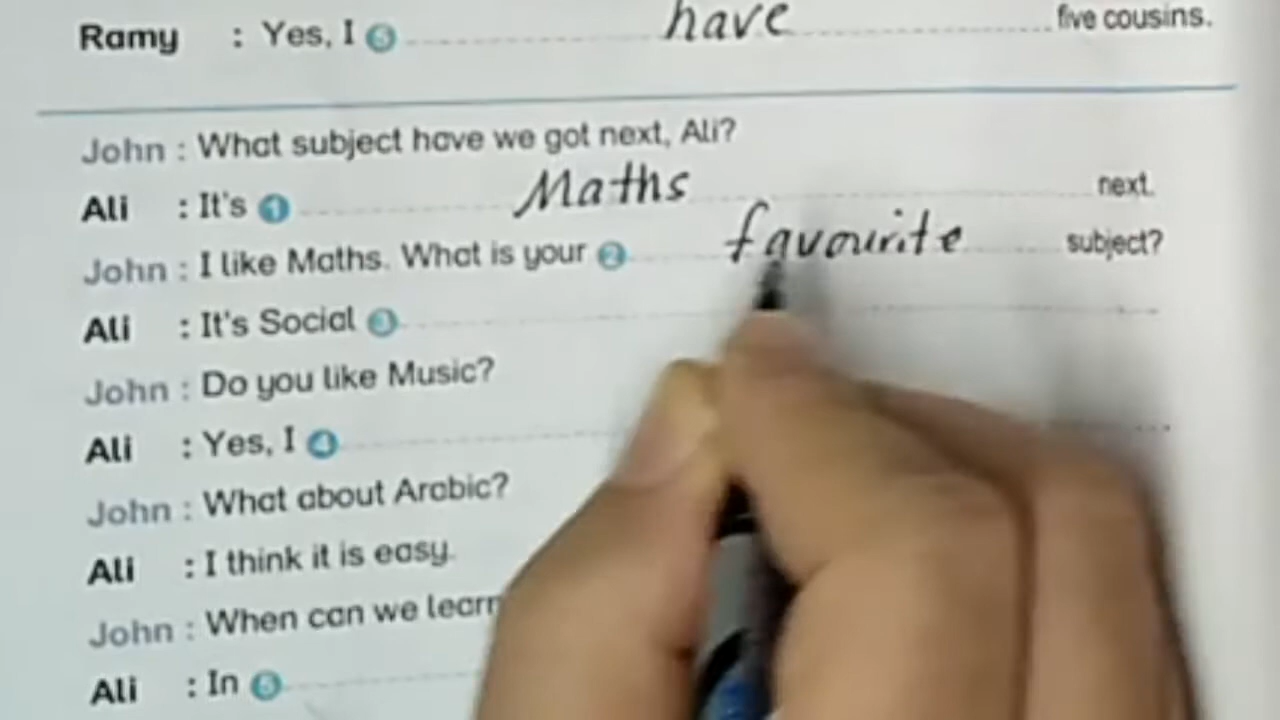 Ramy : Yes, I 5 have five cousins.
John : What subject have we got next, Ali?
Ali : It's 1 Maths next.
John : I like Maths. What is your 2 favourite subject?
Ali : It's Social 3
John : Do you like Music?
Ali : Yes, I 4
John : What about Arabic?
Ali : I think it is easy.
John : When can we learn
Ali : In 5